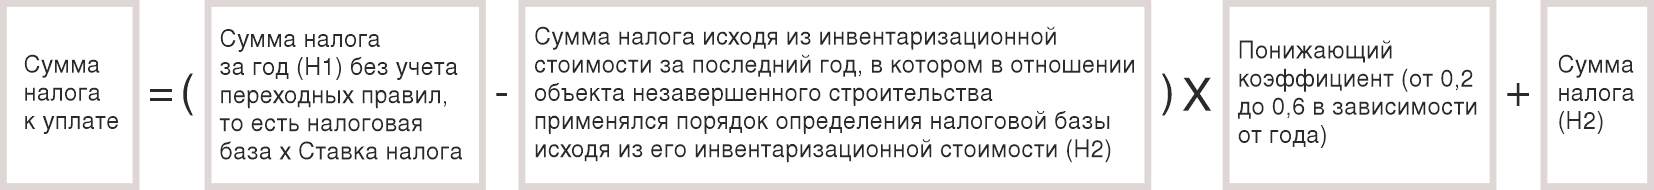 Сумма
налога
к уплате
= (
Сумма налога
за год (Н1) без учета
переходных правил,
то есть налоговая
база х Ставка налога
-
Сумма налога исходя из инвентаризационной
стоимости за последний год, в котором в отношении
объекта незавершенного строительства
применялся порядок определения налоговой базы
исходя из его инвентаризационной стоимости (Н2)
) X
Понижающий
коэффициент (от 0,2
до 0,6 в зависимости
от года)
+
Сумма
налога
(Н2)